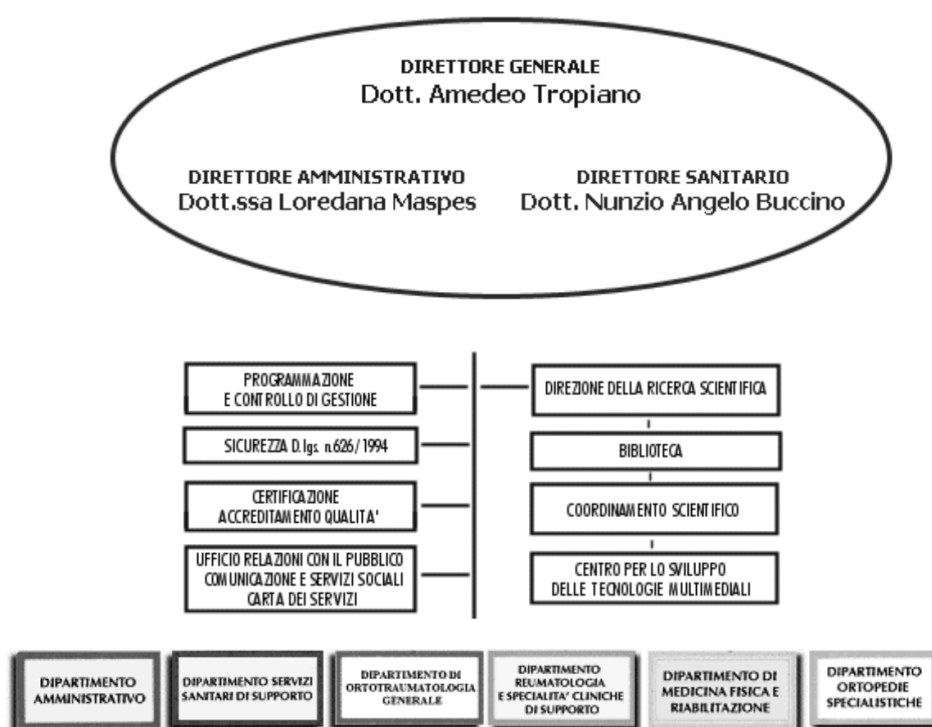 DIRETTORE GENERALE
Dott. Amedeo Tropiano
DIRETTORE AMMINISTRATIVO
Dott.ssa Loredana Maspes
DIRETTORE SANITARIO
Dott. Nunzio Angelo Buccino
PROGRAMMAZIONE
E CONTROLLO DI GESTIONE
SICUREZZA D.lgs. n.626/1994
CERTIFICAZIONE
ACCREDITAMENTO QUALITA'
UFFICIO RELAZIONI CON IL PUBBLICO
COMUNICAZIONE E SERVIZI SOCIALI
CARTA DEI SERVIZI
DIREZIONE DELLA RICERCA SCIENTIFICA
BIBLIOTECA
COORDINAMENTO SCIENTIFICO
CENTRO PER LO SVILUPPO
DELLE TECNOLOGIE MULTIMEDIALI
DIPARTIMENTO
AMMINISTRATIVO
DIPARTIMENTO SERVIZI
SANITARI DI SUPPORTO
DIPARTIMENTO DI
ORTOTRAUMATOLOGIA
GENERALE
DIPARTIMENTO
REUMATOLOGIA
E SPECIALITA' CLINICHE
DI SUPPORTO
DIPARTIMENTO DI
MEDICINA FISICA E
RIABILITAZIONE
DIPARTIMENTO
ORTOPEDIE
SPECIALISTICHE